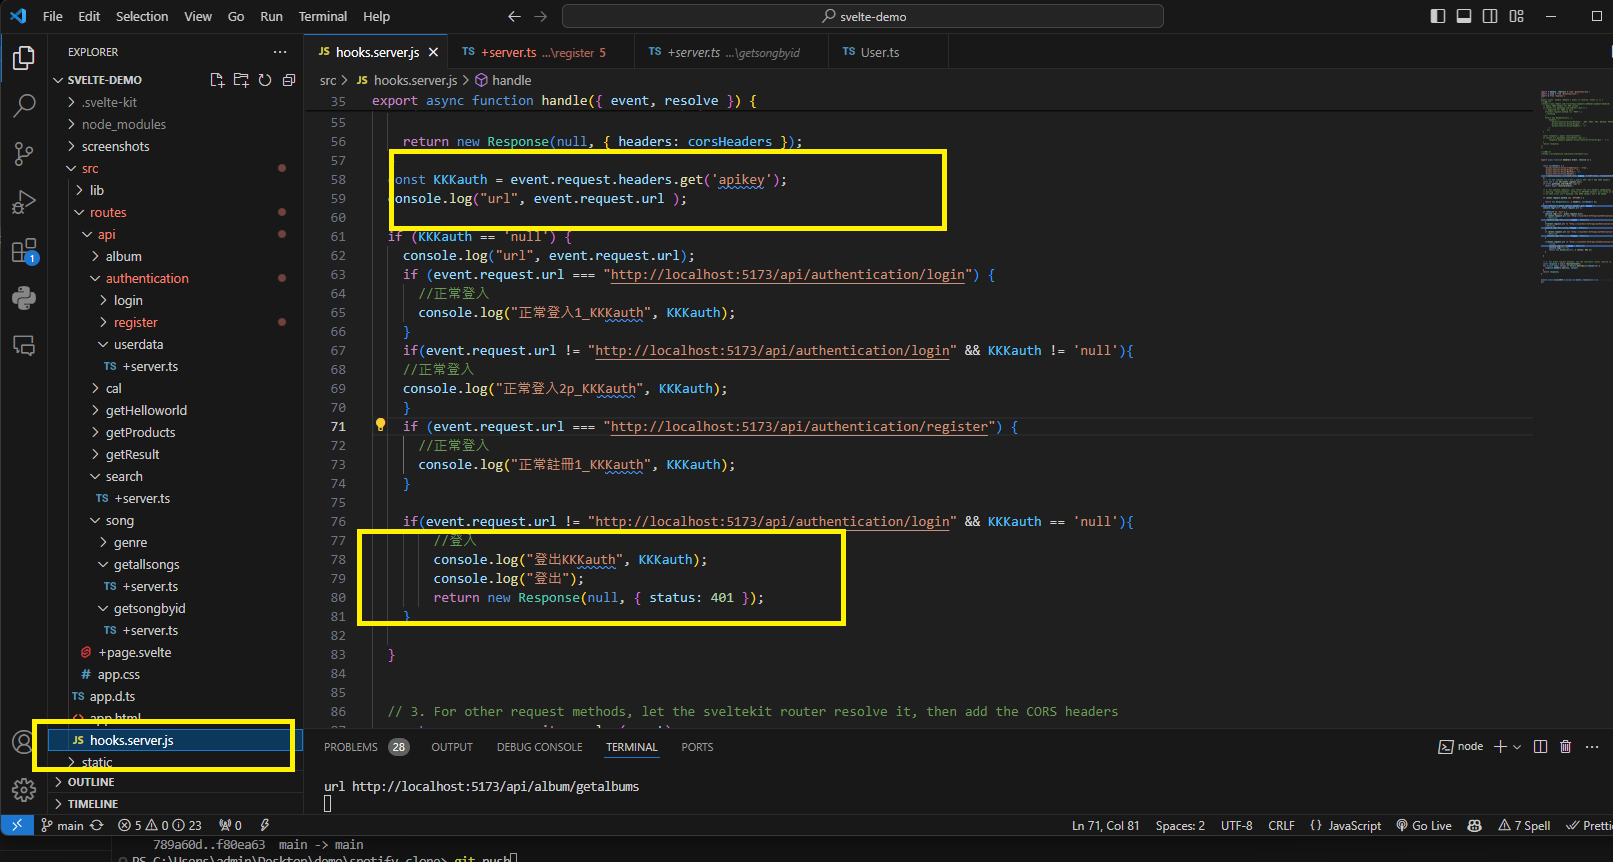 File Edit Selection View Go Run Terminal Help
svelte-demo
EXPLORER
SVELTE-DEMO
.svelte-kit
node_modules
screenshots
src
lib
routes
api
album
authentication
login
register
userdata
TS +server.ts
cal
getHelloworld
getProducts
getResult
search
TS +server.ts
song
genre
getallsongs
TS +server.ts
getsongbyid
TS +server.ts
+page.svelte
# app.css
TS app.d.ts
app.html
JS hooks.server.js
static
OUTLINE
TIMELINE
JS hooks.server.js
TS +server.ts ...\register 5
TS +server.ts ...\getsongbyid
TS User.ts
src > JS hooks.server.js > handle
35 export async function handle({ event, resolve }) {
55
56 return new Response(null, { headers: corsHeaders });
57
58 const KKKauth = event.request.headers.get('apikey');
59 console.log("url", event.request.url );
60
61 if (KKKauth == 'null') {
62 console.log("url", event.request.url);
63 if (event.request.url === "http://localhost:5173/api/authentication/login") {
64 //正常登入
65 console.log("正常登入1_KKKauth", KKKauth);
66 }
67 if(event.request.url != "http://localhost:5173/api/authentication/login" && KKKauth != 'null'){
68 //正常登入
69 console.log("正常登入2p_KKKauth", KKKauth);
70 }
71 if (event.request.url === "http://localhost:5173/api/authentication/register") {
72 //正常登入
73 console.log("正常註冊1_KKKauth", KKKauth);
74 }
75
76 if(event.request.url != "http://localhost:5173/api/authentication/login" && KKKauth == 'null'){
77 //登入
78 console.log("登出KKKauth", KKKauth);
79 console.log("登出");
80 return new Response(null, { status: 401 });
81 }
82
83 }
84
85
86 // 3. For other request methods, let the sveltekit router resolve it, then add the CORS headers
PROBLEMS 28 OUTPUT DEBUG CONSOLE TERMINAL PORTS
node
url http://localhost:5173/api/album/getalbums
main 5 0 23 0
Ln 71, Col 81 Spaces: 2 UTF-8 CRLF {} JavaScript Go Live 7 Spell
789a60d..f80ea63 main -> main
PS C:\Users\admin\Desktop\demo\spotify_clone> git push